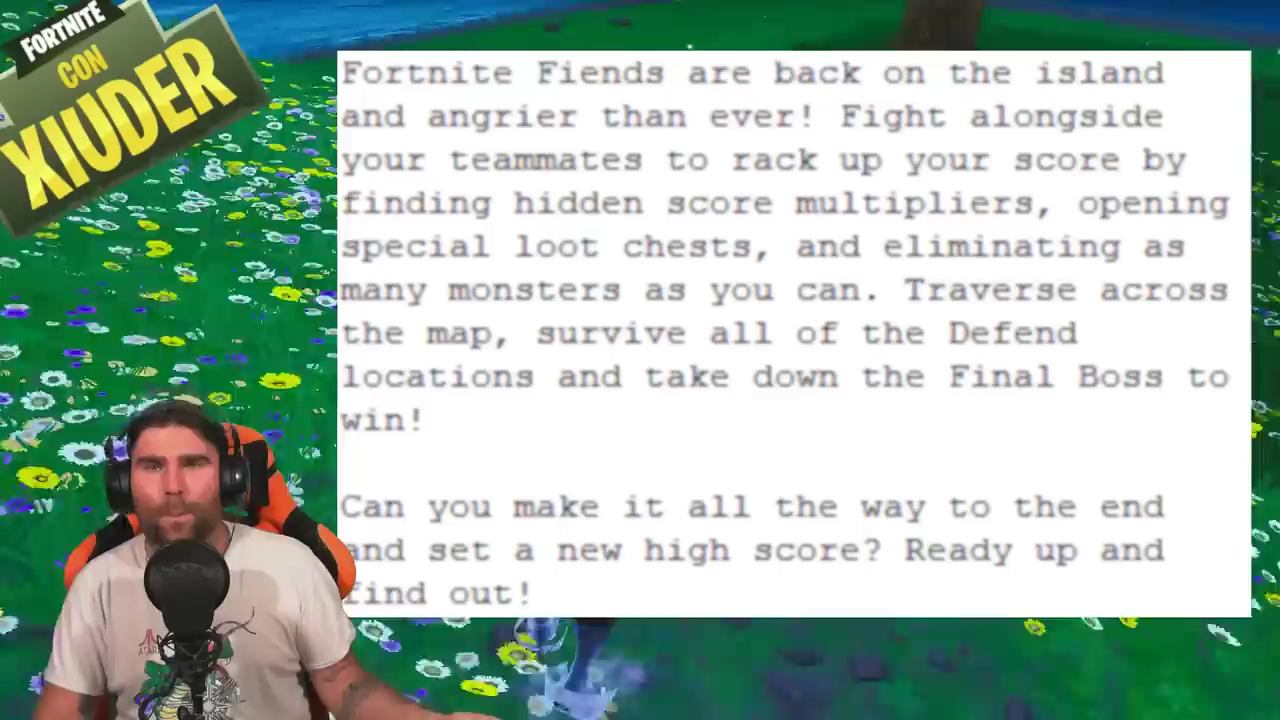 FORTNITE
CON
XIUDER
Fortnite Fiends are back on the island
and angrier than ever! Fight alongside
your teammates to rack up your score by
finding hidden score multipliers, opening
special loot chests, and eliminating as
many monsters as you can. Traverse across
the map, survive all of the Defend
locations and take down the Final Boss to
win!
Can you make it all the way to the end
and set a new high score? Ready up and
find out!
ATARI